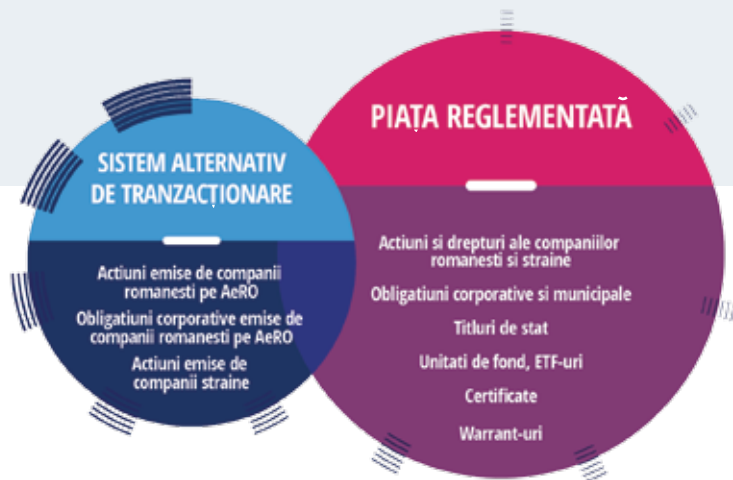 SISTEM ALTERNATIV
DE TRANZACȚIONARE
Actiuni emise de companii
romanesti pe AeRO
Obligatiuni corporative emise de
companii romanesti pe AeRO
Actiuni emise de
companii straine
PIAȚA REGLEMENTATĂ
Actiuni si drepturi ale companiilor
romanesti si straine
Obligatiuni corporative si municipale
Titluri de stat
Unitati de fond, ETF-uri
Certificate
Warrant-uri